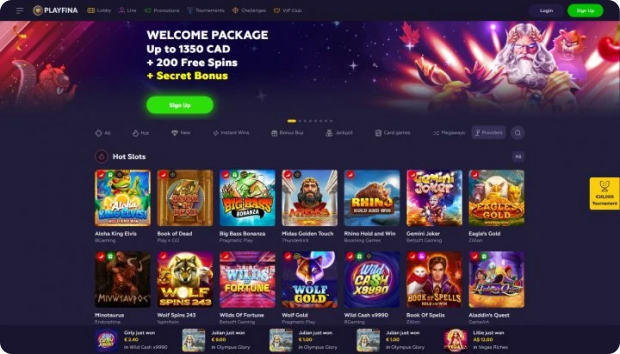 PLAYFINA
Lobby
Live
Promotions
Tournaments
Challenges
VIP Club
Login
Sign Up
WELCOME PACKAGE
Up to 1350 CAD
+ 200 Free Spins
+ Secret Bonus
Sign Up
All
Hot
New
Instant Wins
Bonus Buy
Jackpot
Card games
Megaways
Providers
Hot Slots
All
Tournament
Aloha King Elvis
Book of Dead
Big Bass Bonanza
Midas Golden Touch
Rhino Hold and Win
Gemini Joker
Eagle's Gold
BGaming
Play n GO
Pragmatic Play
Thunderkick
Booming Games
Betsoft Gaming
Zillion
Minotaurus
Wolf Spins 243
Wilds Of Fortune
Wolf Gold
Wild Cash x9990
Book Of Spells
Aladdin's Quest
Endorphina
Spinthein
Betsoft Gaming
Pragmatic Play
BGaming
Zillion
GameArt
Girly just won
€ 2.40
in Wild Cash x9990
Julian just won
in Olympus Glory
Julian just won
€ 1.00
in Olympus Glory
Julian just won
€ 1.00
in Olympus Glory
Lillie just won
A$ 12.00
in Vegas Riches